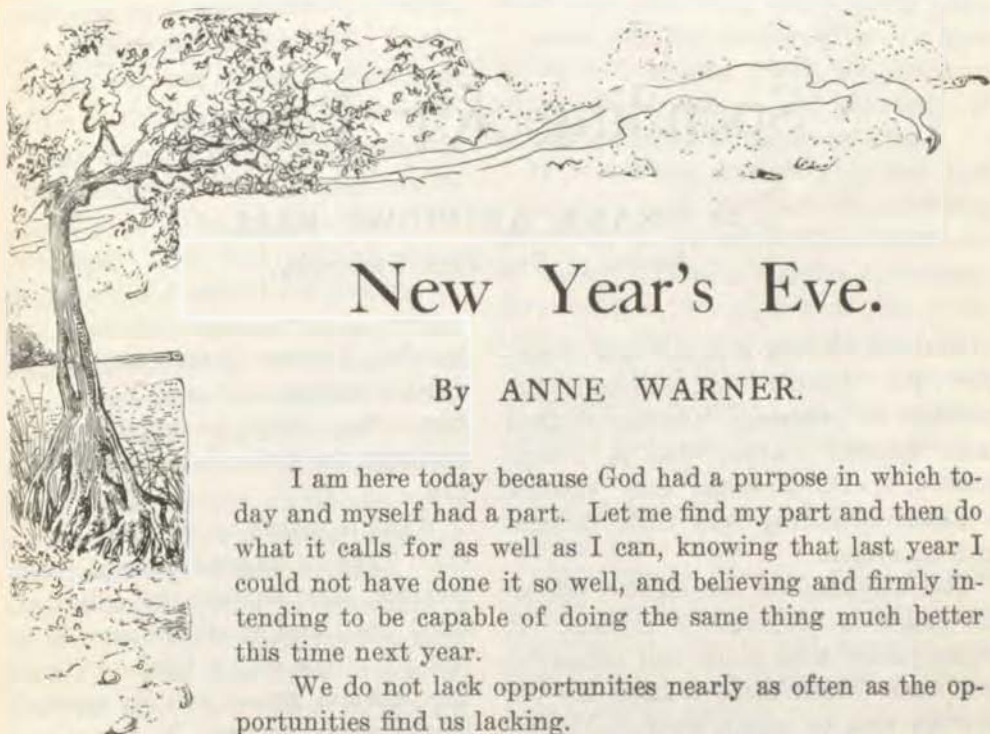 New Year's Eve.
By ANNE WARNER.
I am here today because God had a purpose in which to-
day and myself had a part. Let me find my part and then do
what it calls for as well as I can, knowing that last year I
could not have done it so well, and believing and firmly in-
tending to be capable of doing the same thing much better
this time next year.
We do not lack opportunities nearly as often as the op-
portunities find us lacking.